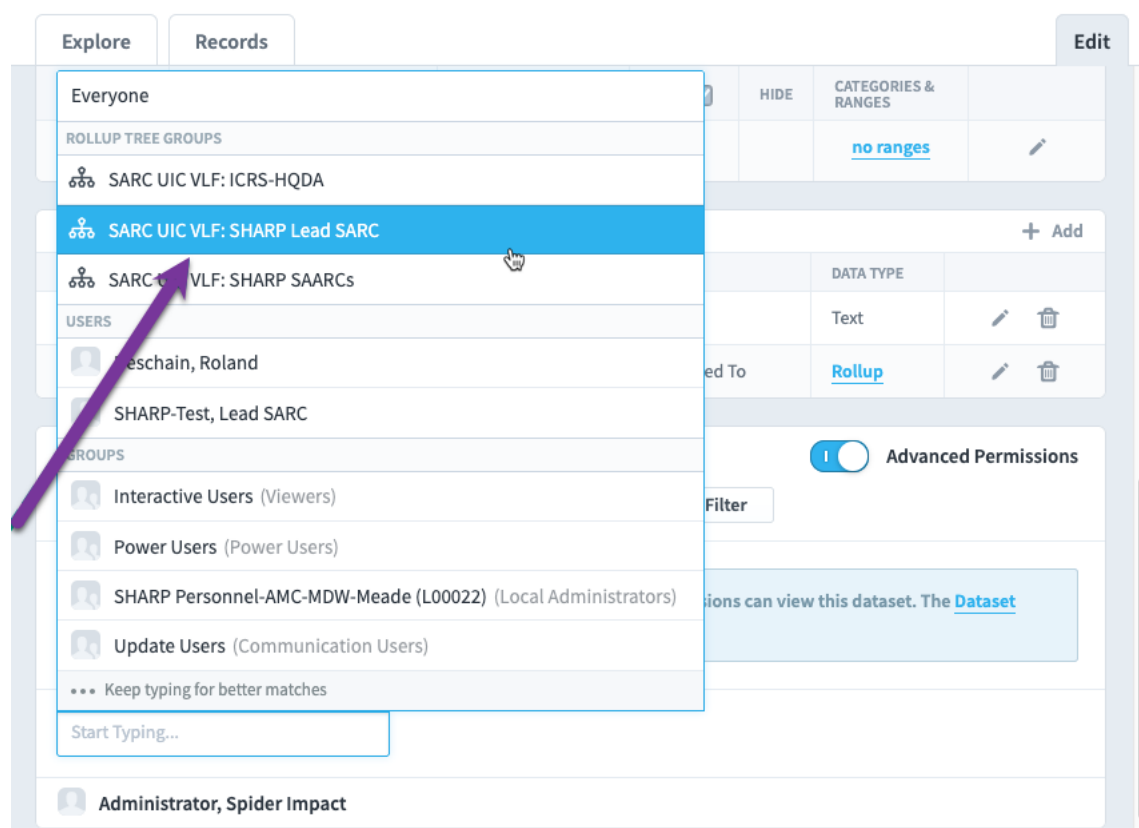 Explore
Records
Edit
Everyone
HIDE
CATEGORIES &
RANGES
ROLLUP TREE GROUPS
no ranges
SARC UIC VLF: ICRS-HQDA
SARC UIC VLF: SHARP Lead SARC
+ Add
SARC VLF: SHARP SAARCs
DATA TYPE
USERS
Text
Roland
ed To
Rollup
SHARP-Test, Lead SARC
GROUPS
Advanced Permissions
Interactive Users (Viewers)
Filter
Power Users (Power Users)
SHARP Personnel-AMC-MDW-Meade (L00022) (Local Administrators)
sions can view this dataset. The Dataset
Update Users (Communication Users)
••• Keep typing for better matches
Start Typing...
Administrator, Spider Impact